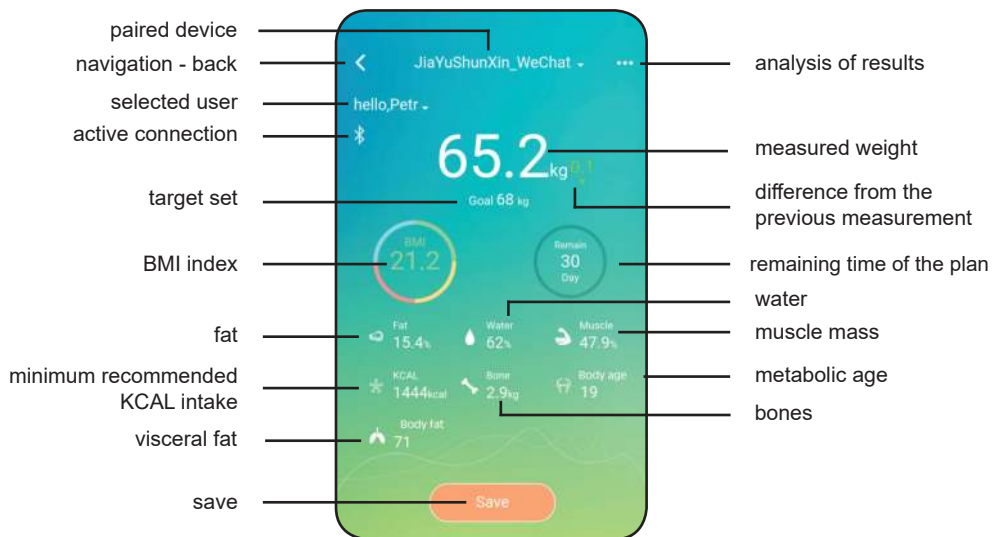 paired device
navigation - back
selected user
active connection
target set
BMI index
fat
minimum recommended
KCAL intake
visceral fat
save
JiaYuShunXin_WeChat
hello,Petr
65.2 kg 0.1
Goal 68 kg
BMI
21.2
Remain
30
Day
Fat
15.4%
Water
62%
Muscle
47.9%
KCAL
1444kcal
Bone
2.9kg
Body age
19
Body fat
71
Save
analysis of results
measured weight
difference from the
previous measurement
remaining time of the plan
water
muscle mass
metabolic age
bones